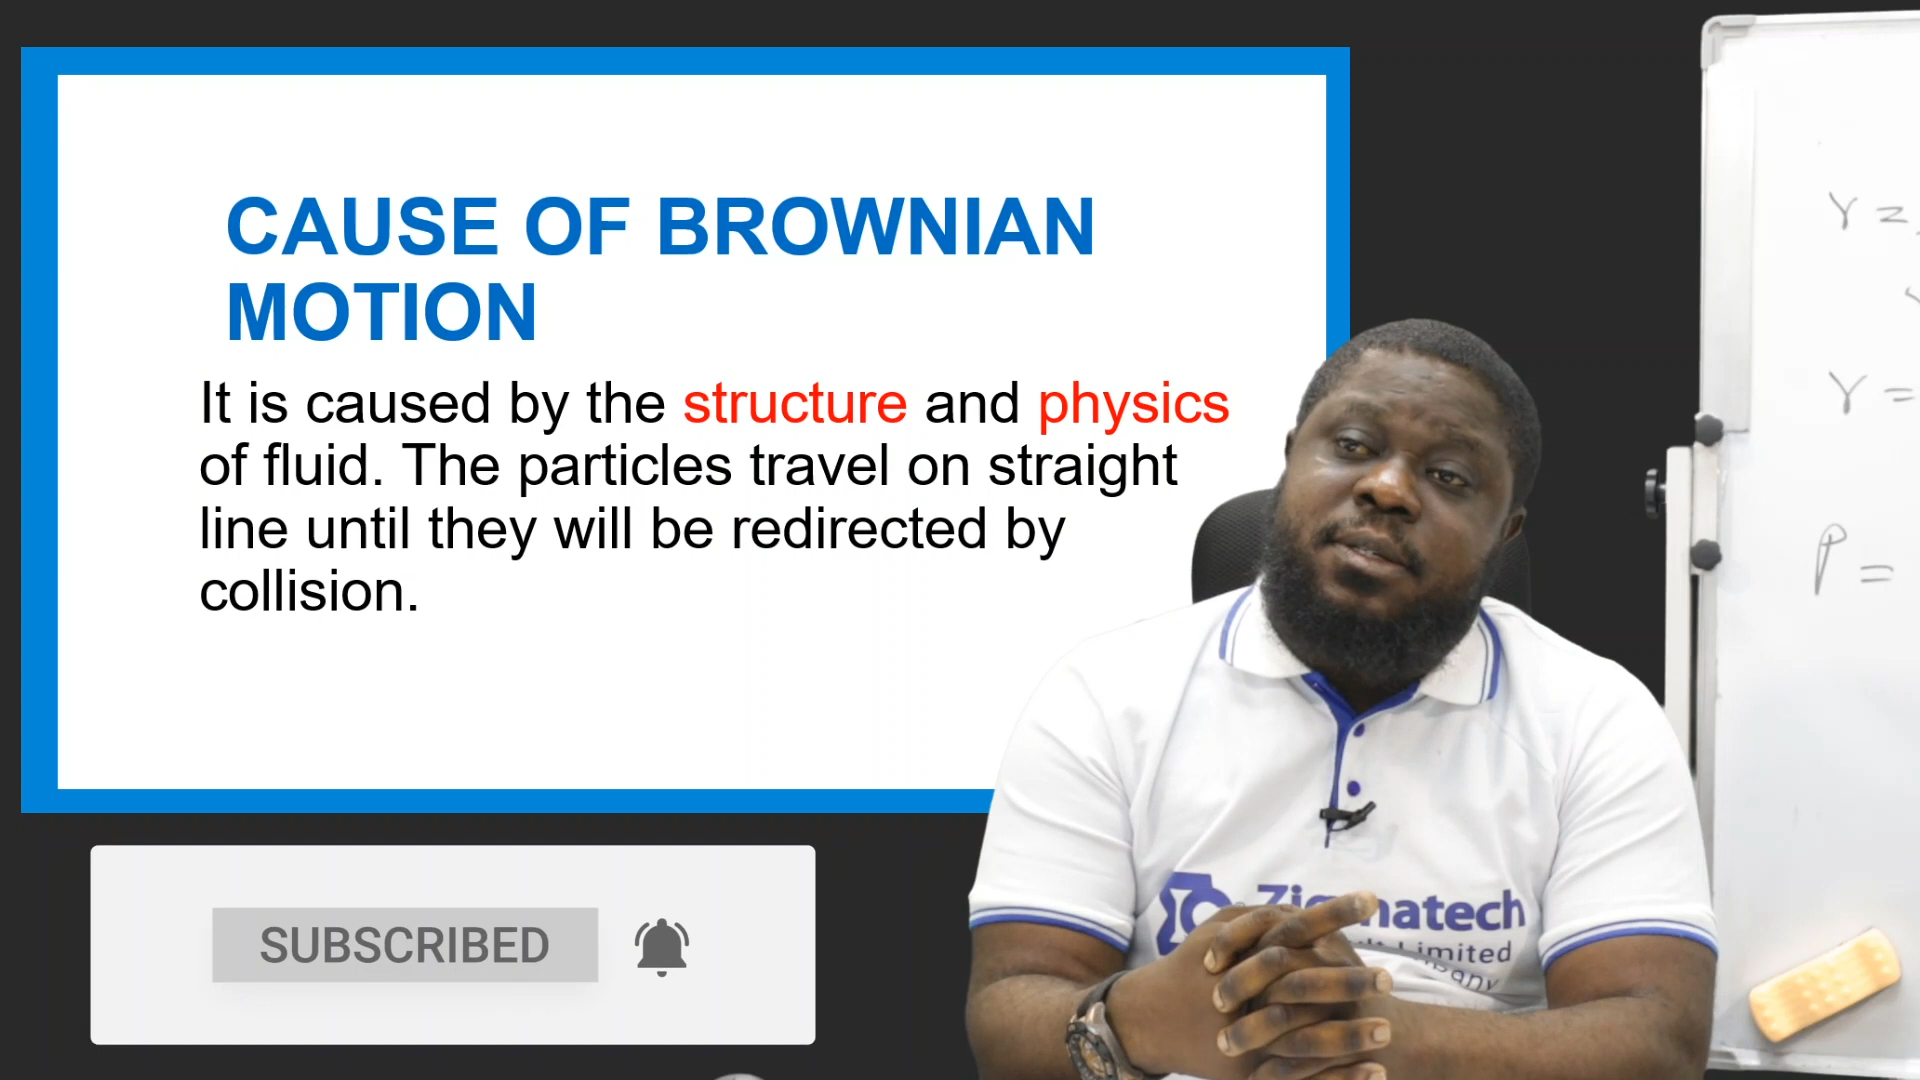 CAUSE OF BROWNIAN
MOTION
It is caused by the structure and physics
of fluid. The particles travel on straight
line until they will be redirected by
collision.
SUBSCRIBED
Limited
Y =
Y =
P =